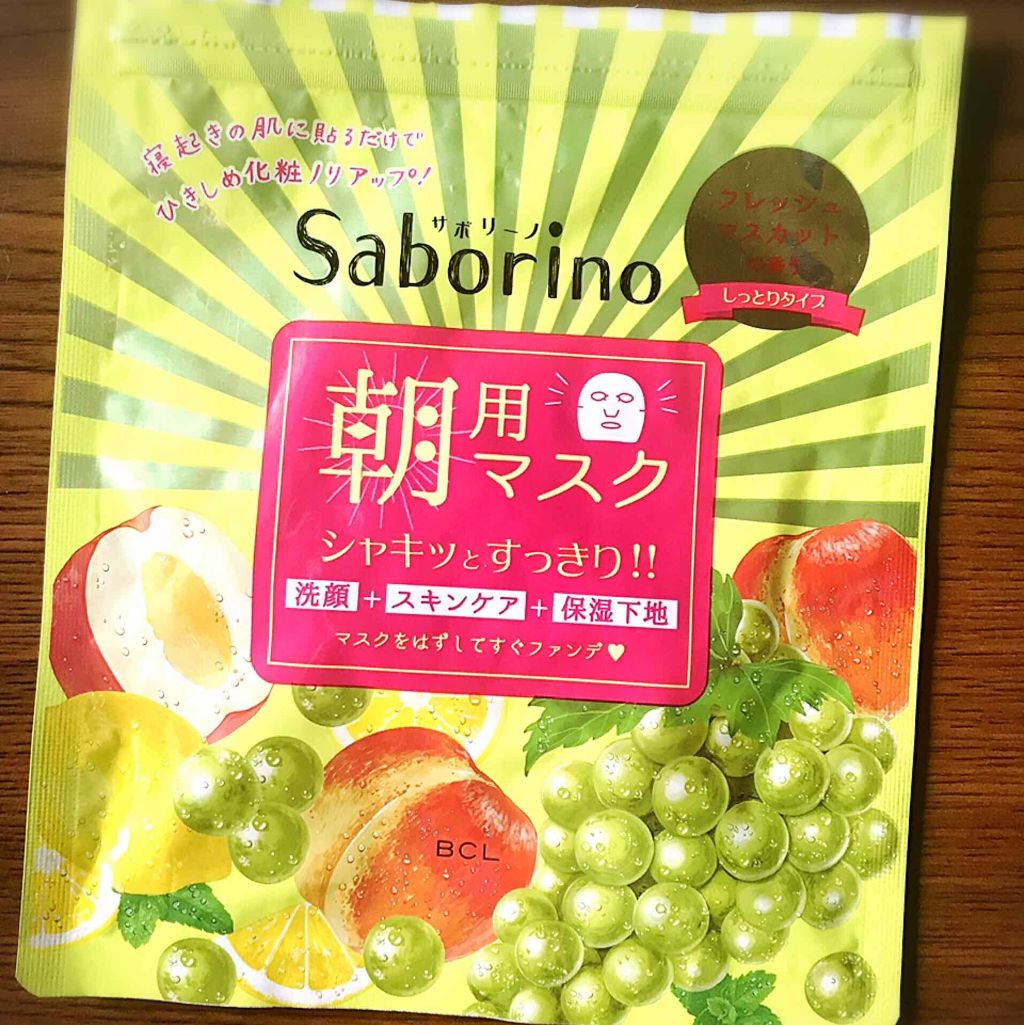 寝起きの肌に貼るだけで
ひきしめ化粧ノリアップ!
サボリーノ
Saborino
フレッシュ
マスカット
の香り
しっとりタイプ
朝用マスク
シャキッとすっきり!!
洗顔+スキンケア+保湿下地
マスクをはずしてすぐファンデ♥
BCL